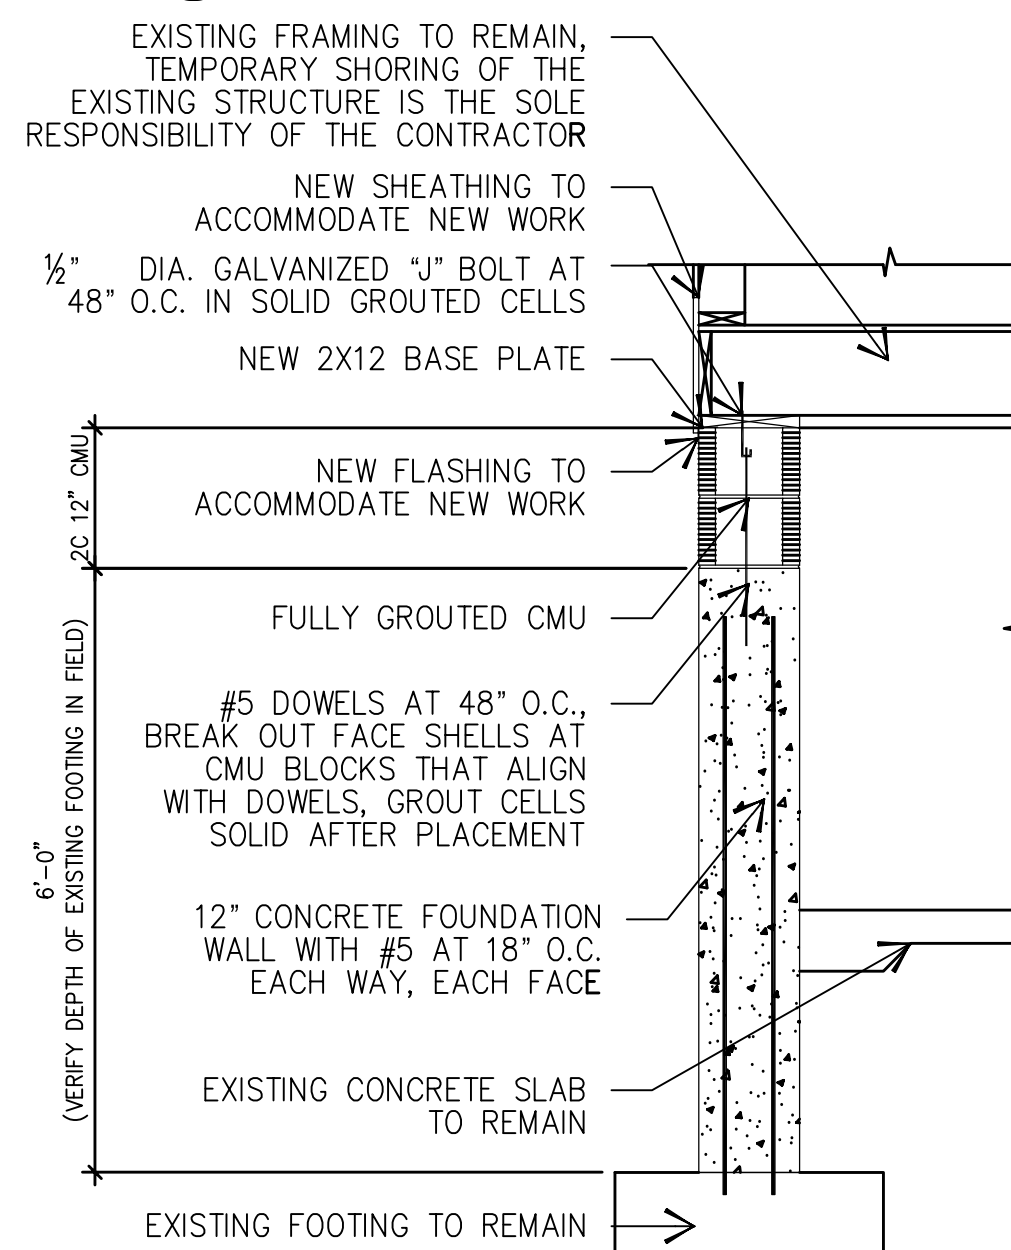 EXISTING FRAMING TO REMAIN,
TEMPORARY SHORING OF THE
EXISTING STRUCTURE IS THE SOLE
RESPONSIBILITY OF THE CONTRACTOR
NEW SHEATHING TO
ACCOMMODATE NEW WORK
½” DIA. GALVANIZED “J” BOLT AT
48” O.C. IN SOLID GROUTED CELLS
NEW 2X12 BASE PLATE
2C 12” CMU
NEW FLASHING TO
ACCOMMODATE NEW WORK
FULLY GROUTED CMU
#5 DOWELS AT 48” O.C.,
BREAK OUT FACE SHELLS AT
CMU BLOCKS THAT ALIGN
WITH DOWELS, GROUT CELLS
SOLID AFTER PLACEMENT
6’-0”
(VERIFY DEPTH OF EXISTING FOOTING IN FIELD)
12” CONCRETE FOUNDATION
WALL WITH #5 AT 18” O.C.
EACH WAY, EACH FACE
EXISTING CONCRETE SLAB
TO REMAIN
EXISTING FOOTING TO REMAIN